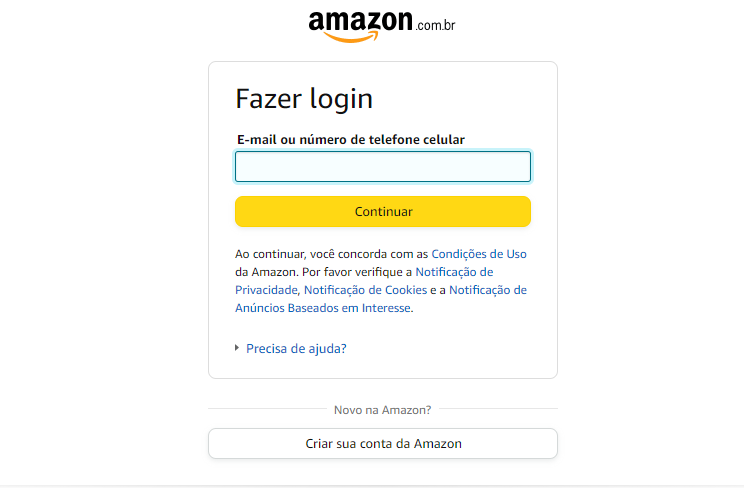 amazon.com.br
Fazer login
E-mail ou número de telefone celular
Continuar
Ao continuar, você concorda com as Condições de Uso
da Amazon. Por favor verifique a Notificação de
Privacidade, Notificação de Cookies e a Notificação de
Anúncios Baseados em Interesse.
Precisa de ajuda?
Novo na Amazon?
Criar sua conta da Amazon